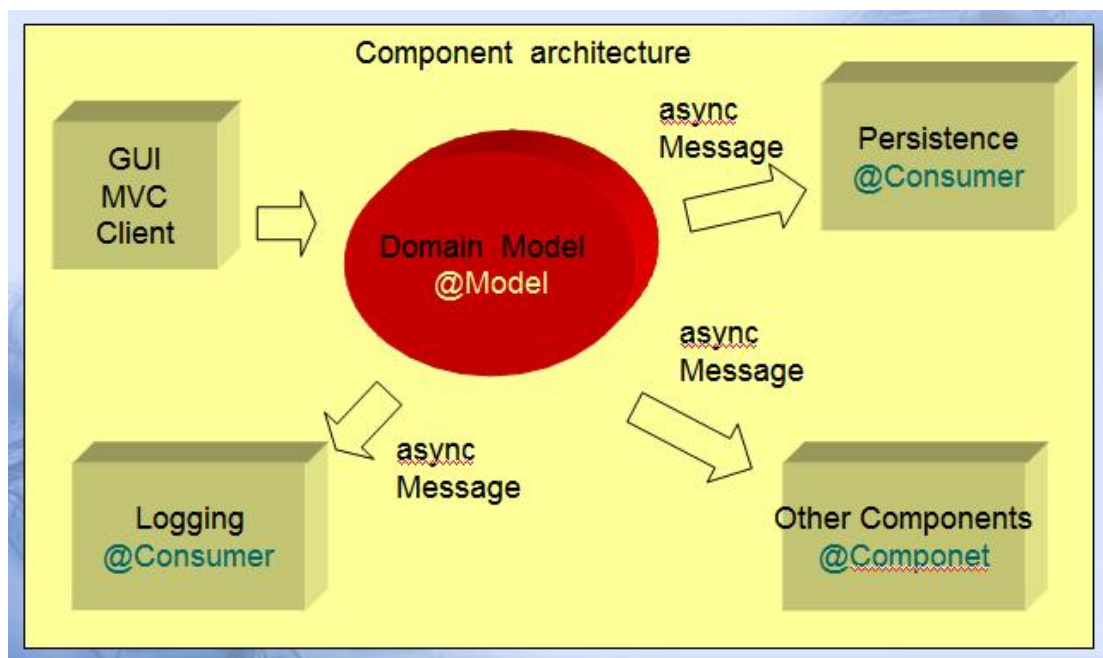 Component architecture
GUI
MVC
Client
async
Message
Persistence
@Consumer
Domain Model
@Model
async
Message
async
Message
Logging
@Consumer
Other Components
@Componet